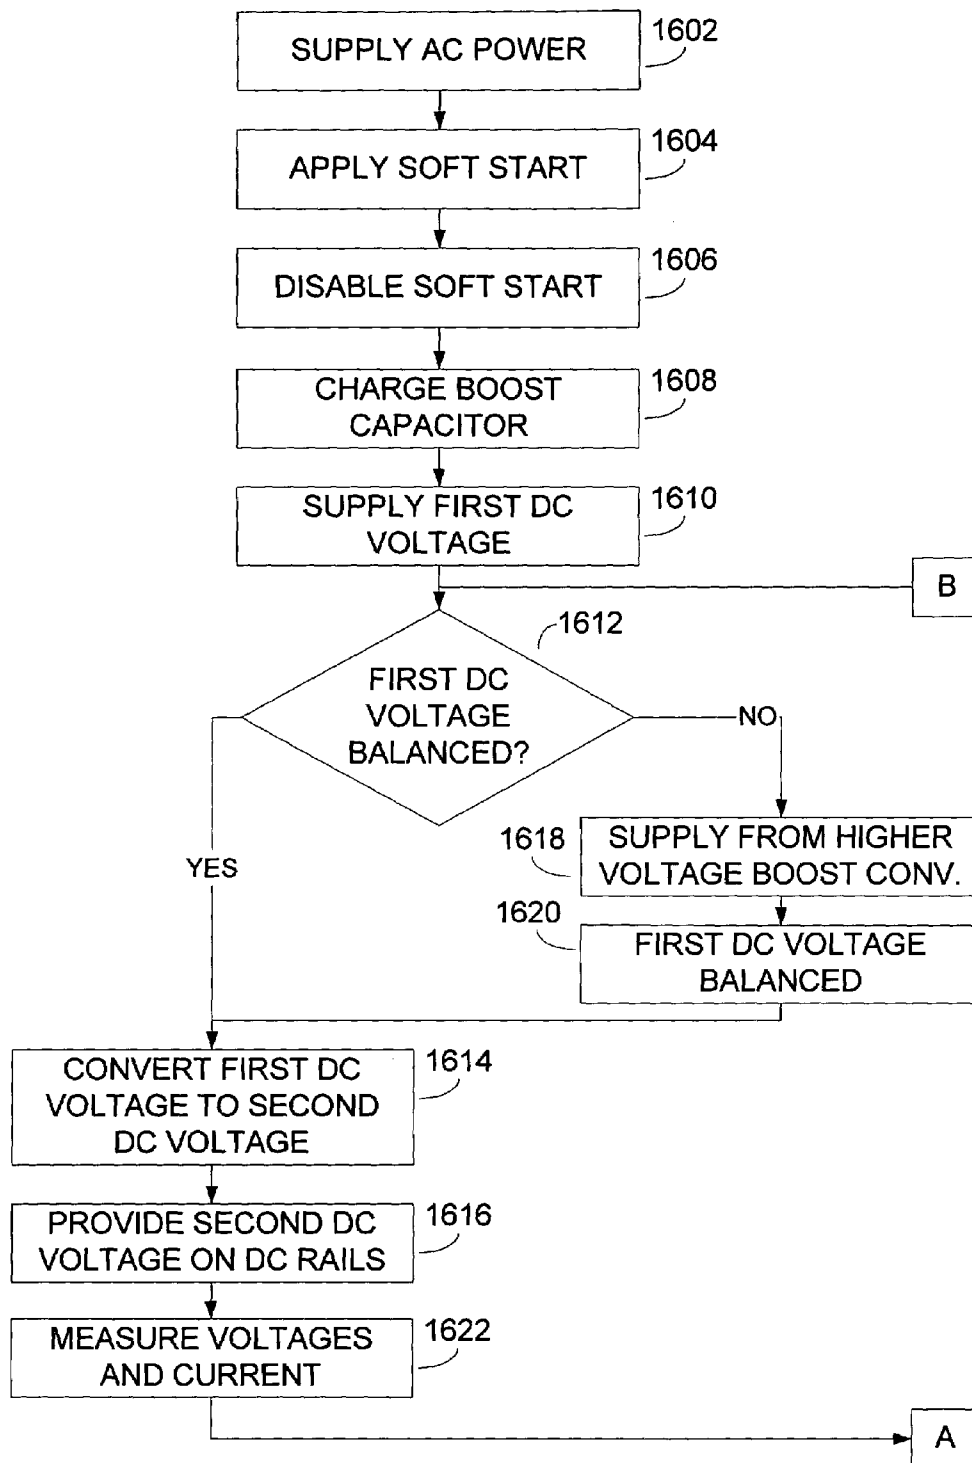 SUPPLY AC POWER
1602
APPLY SOFT START
1604
DISABLE SOFT START
1606
CHARGE BOOST
CAPACITOR
1608
SUPPLY FIRST DC
VOLTAGE
1610
B
1612
FIRST DC
VOLTAGE
BALANCED?
NO
YES
1618
SUPPLY FROM HIGHER
VOLTAGE BOOST CONV.
1620
FIRST DC VOLTAGE
BALANCED
CONVERT FIRST DC
VOLTAGE TO SECOND
DC VOLTAGE
1614
PROVIDE SECOND DC
VOLTAGE ON DC RAILS
1616
MEASURE VOLTAGES
AND CURRENT
1622
A